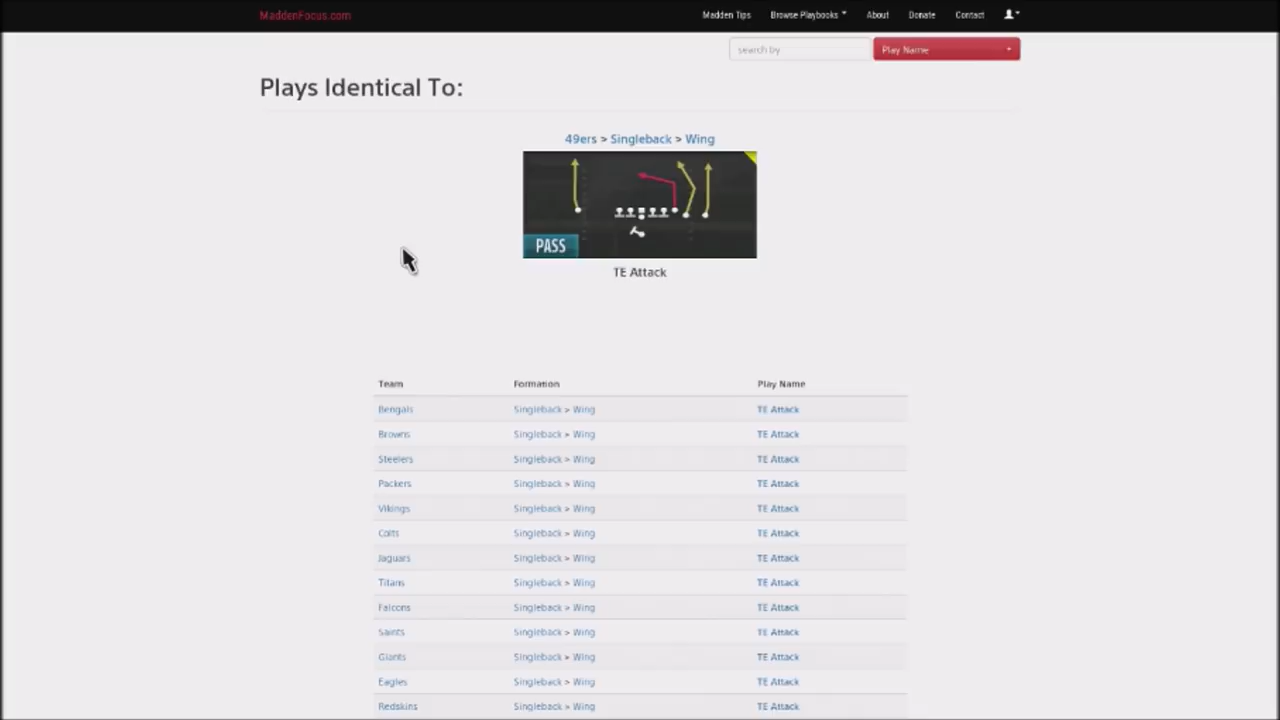 MaddenFocus.com Madden Tips Browse Playbooks About Donate Contact
search by Play Name
Plays Identical To:
49ers > Singleback > Wing
PASS
TE Attack
Team Formation Play Name
Bengals Singleback > Wing TE Attack
Browns Singleback > Wing TE Attack
Steelers Singleback > Wing TE Attack
Packers Singleback > Wing TE Attack
Vikings Singleback > Wing TE Attack
Colts Singleback > Wing TE Attack
Jaguars Singleback > Wing TE Attack
Titans Singleback > Wing TE Attack
Falcons Singleback > Wing TE Attack
Saints Singleback > Wing TE Attack
Giants Singleback > Wing TE Attack
Eagles Singleback > Wing TE Attack
Redskins Singleback > Wing TE Attack